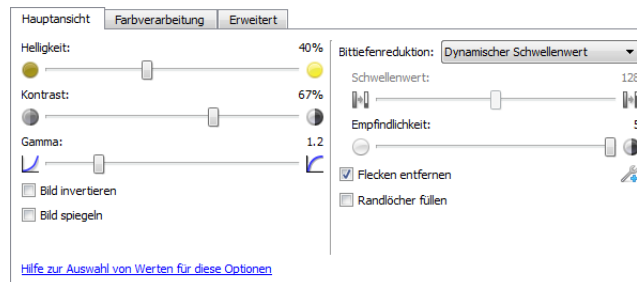 Hauptansicht Farbverarbeitung Erweitert
Helligkeit: 40%
Kontrast: 67%
Gamma: 1.2
Bild invertieren
Bild spiegeln
Hilfe zur Auswahl von Werten für diese Optionen
Bittiefenreduktion: Dynamischer Schwellenwert
Schwellenwert: 128
Empfindlichkeit: 5
Flecken entfernen
Randlöcher füllen